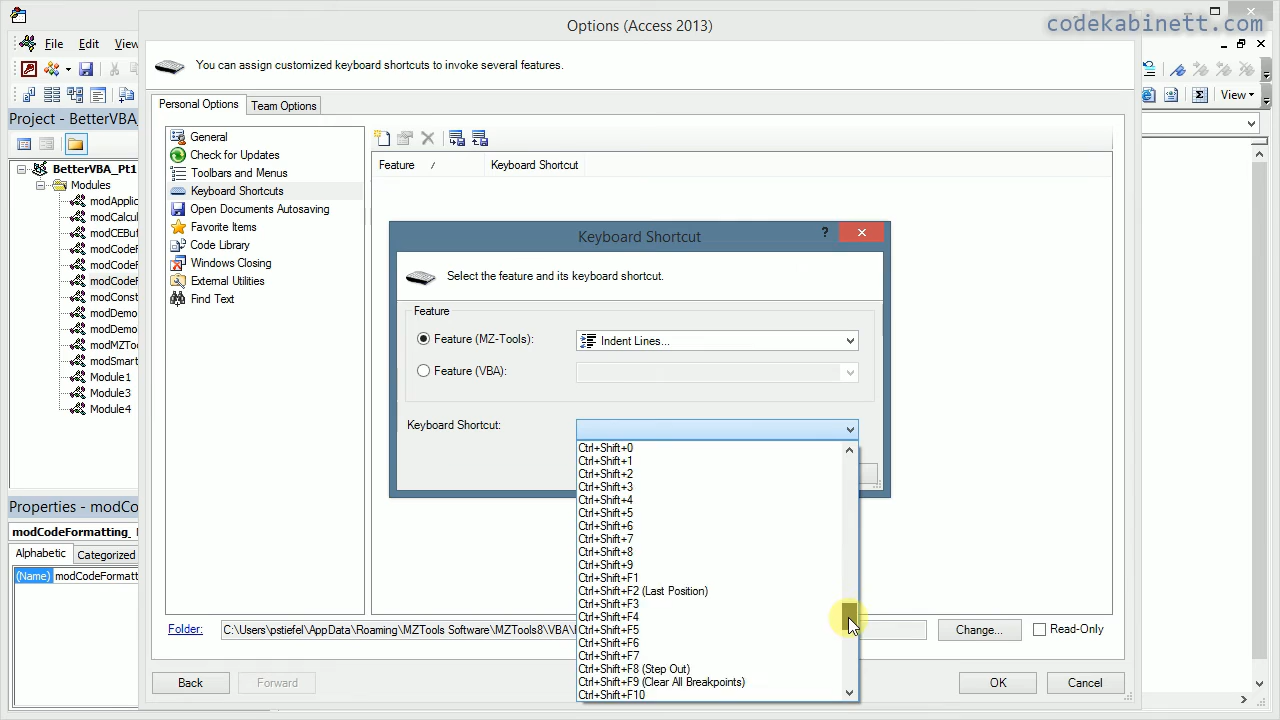 Options (Access 2013)
codekabinett.com
File Edit View
You can assign customized keyboard shortcuts to invoke several features.
View
Personal Options Team Options
Project - BetterVBA_
General
Check for Updates
Toolbars and Menus
Keyboard Shortcuts
Open Documents Autosaving
Favorite Items
Code Library
Windows Closing
External Utilities
Find Text
Feature / Keyboard Shortcut
BetterVBA_Pt1
Modules
modApplic
modCalcul
modCEBuf
modCodeF
modCodeF
modCodeF
modConst
modDemo
modDemo
modMZToo
modSmart
Module1
Module3
Module4
Keyboard Shortcut
?
Select the feature and its keyboard shortcut.
Feature
Feature (MZ-Tools): Indent Lines...
Feature (VBA):
Keyboard Shortcut:
Ctrl+Shift+0
Ctrl+Shift+1
Ctrl+Shift+2
Ctrl+Shift+3
Ctrl+Shift+4
Ctrl+Shift+5
Ctrl+Shift+6
Ctrl+Shift+7
Ctrl+Shift+8
Ctrl+Shift+9
Ctrl+Shift+F1
Ctrl+Shift+F2 (Last Position)
Ctrl+Shift+F3
Ctrl+Shift+F4
Ctrl+Shift+F5
Ctrl+Shift+F6
Ctrl+Shift+F7
Ctrl+Shift+F8 (Step Out)
Ctrl+Shift+F9 (Clear All Breakpoints)
Ctrl+Shift+F10
Properties - modCo
modCodeFormatting_
Alphabetic Categorized
(Name) modCodeFormatt
Folder: C:\Users\pstiefel\AppData\Roaming\MZTools Software\MZTools8\VBA\ Change... Read-Only
Back Forward OK Cancel